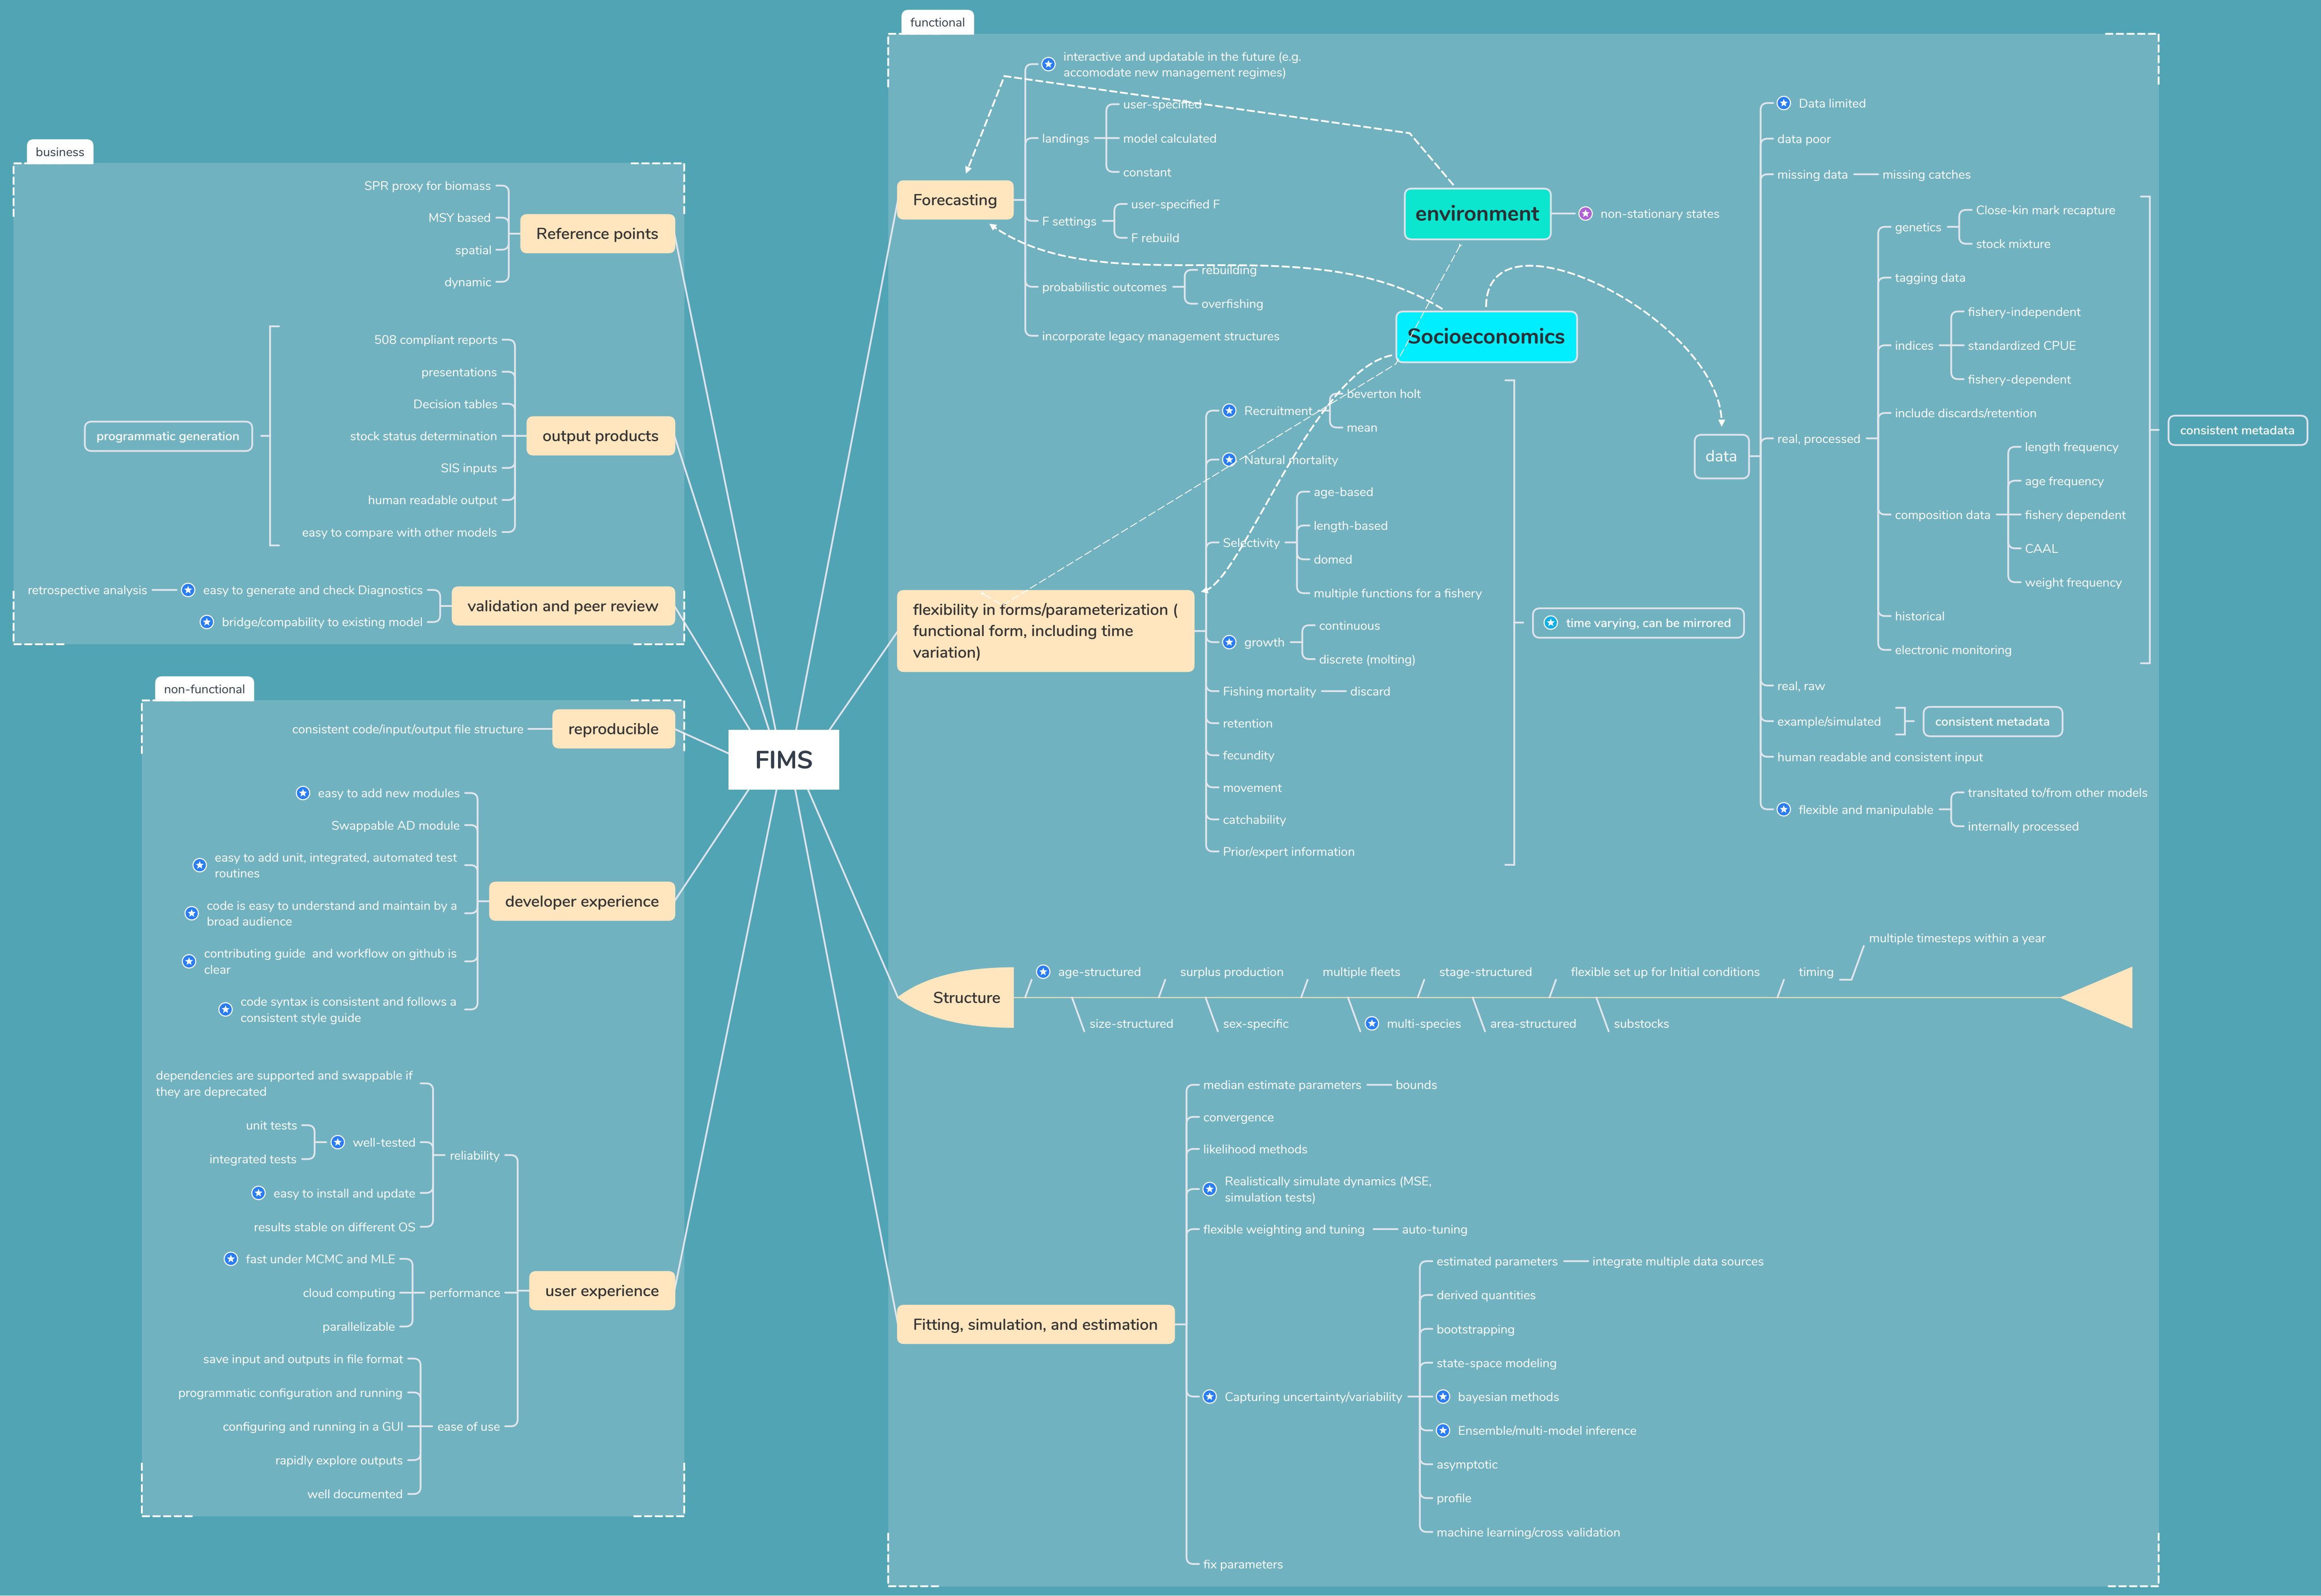 business
SPR proxy for biomass
MSY based
spatial
dynamic
Reference points
508 compliant reports
presentations
Decision tables
stock status determination
SIS inputs
human readable output
easy to compare with other models
output products
programmatic generation
retrospective analysis
easy to generate and check Diagnostics
bridge/compability to existing model
validation and peer review
non-functional
consistent code/input/output file structure
reproducible
easy to add new modules
Swappable AD module
easy to add unit, integrated, automated test
routines
code is easy to understand and maintain by a
broad audience
contributing guide and workflow on github is
clear
code syntax is consistent and follows a
consistent style guide
developer experience
dependencies are supported and swappable if
they are deprecated
unit tests
integrated tests
well-tested
easy to install and update
results stable on different OS
reliability
fast under MCMC and MLE
cloud computing
parallelizable
performance
save input and outputs in file format
programmatic configuration and running
configuring and running in a GUI
rapidly explore outputs
well documented
ease of use
user experience
FIMS
functional
Forecasting
interactive and updatable in the future (e.g.
accomodate new management regimes)
landings
user-specified
model calculated
constant
F settings
user-specified F
F rebuild
probabilistic outcomes
rebuilding
overfishing
incorporate legacy management structures
environment
non-stationary states
Socioeconomics
flexibility in forms/parameterization (
functional form, including time
variation)
Recruitment
beverton holt
mean
Natural mortality
Selectivity
age-based
length-based
domed
multiple functions for a fishery
growth
continuous
discrete (molting)
Fishing mortality
discard
retention
fecundity
movement
catchability
Prior/expert information
time varying, can be mirrored
data
Data limited
data poor
missing data
missing catches
real, processed
genetics
Close-kin mark recapture
stock mixture
tagging data
indices
fishery-independent
standardized CPUE
fishery-dependent
include discards/retention
composition data
length frequency
age frequency
fishery dependent
CAAL
weight frequency
historical
electronic monitoring
consistent metadata
real, raw
example/simulated
consistent metadata
human readable and consistent input
flexible and manipulable
transltated to/from other models
internally processed
Structure
age-structured
surplus production
multiple fleets
stage-structured
flexible set up for Initial conditions
timing
multiple timesteps within a year
size-structured
sex-specific
multi-species
area-structured
substocks
Fitting, simulation, and estimation
median estimate parameters
bounds
convergence
likelihood methods
Realistically simulate dynamics (MSE,
simulation tests)
flexible weighting and tuning
auto-tuning
Capturing uncertainty/variability
estimated parameters
integrate multiple data sources
derived quantities
bootstrapping
state-space modeling
bayesian methods
Ensemble/multi-model inference
asymptotic
profile
machine learning/cross validation
fix parameters